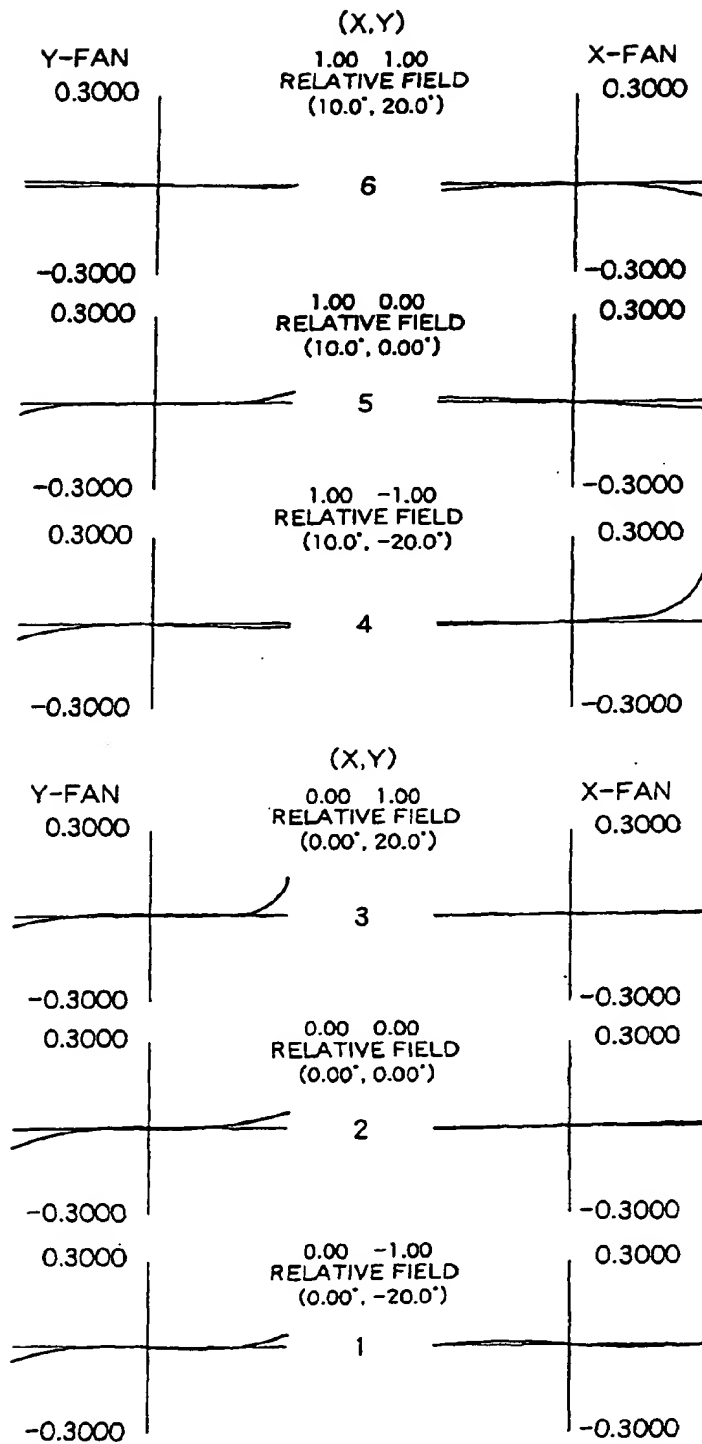 (X,Y)
Y-FAN 1.00 1.00 X-FAN
0.3000 RELATIVE FIELD 0.3000
(10.0°, 20.0°)
6
-0.3000 -0.3000
0.3000 1.00 0.00 0.3000
RELATIVE FIELD
(10.0°, 0.00°)
5
-0.3000 -0.3000
1.00 -1.00
0.3000 RELATIVE FIELD 0.3000
(10.0°, -20.0°)
4
-0.3000 -0.3000
(X,Y)
Y-FAN 0.00 1.00 X-FAN
0.3000 RELATIVE FIELD 0.3000
(0.00°, 20.0°)
3
-0.3000 -0.3000
0.00 0.00
0.3000 RELATIVE FIELD 0.3000
(0.00°, 0.00°)
2
-0.3000 -0.3000
0.3000 0.00 -1.00 0.3000
RELATIVE FIELD
(0.00°, -20.0°)
1
-0.3000 -0.3000